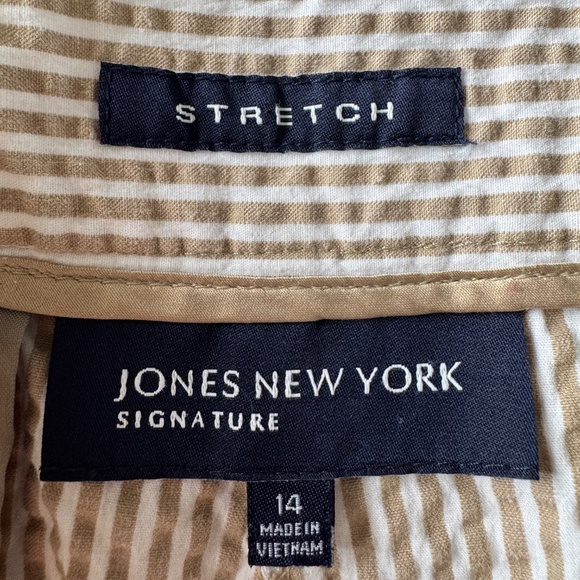 STRETCH
JONES NEW YORK
SIGNATURE
14
MADE IN
VIETNAM